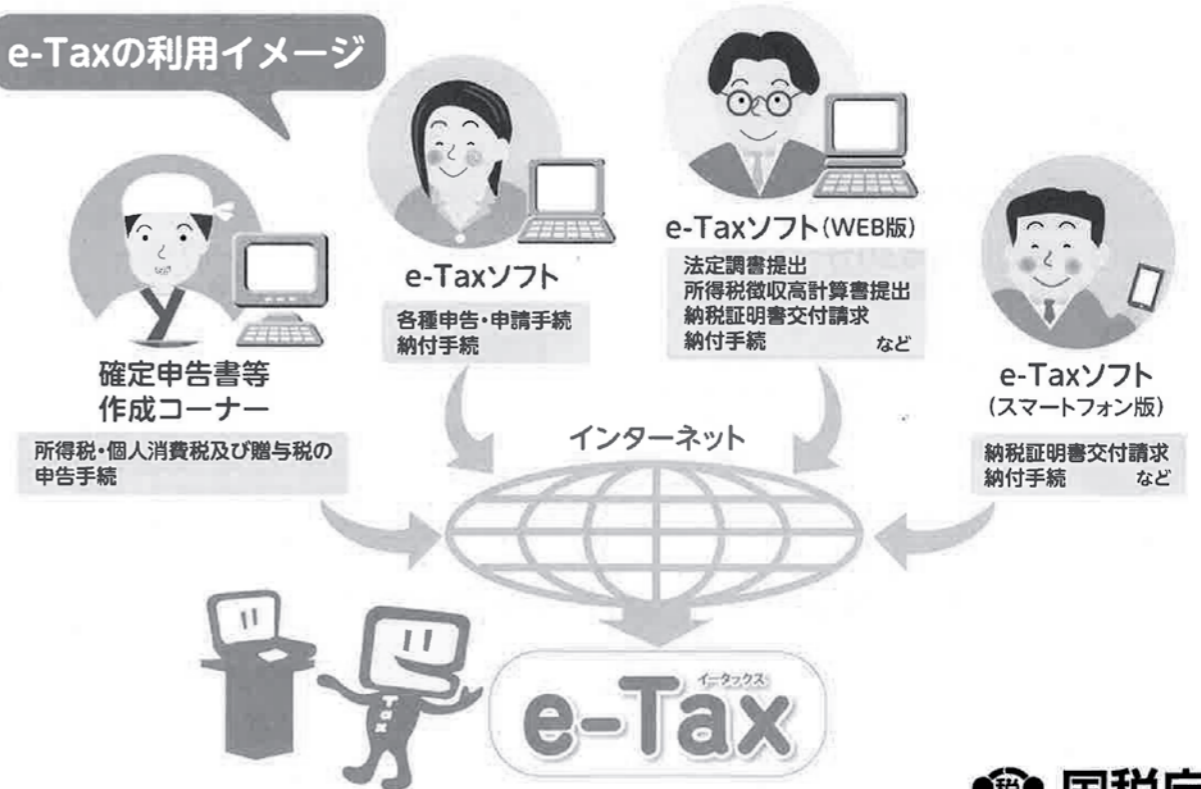 e-Taxの利用イメージ
確定申告書等
作成コーナー
所得税・個人消費税及び贈与税の
申告手続
e-Taxソフト
各種申告・申請手続
納付手続
e-Taxソフト(WEB版)
法定調書提出
所得税徴収高計算書提出
納税証明書交付請求
納付手続 など
e-Taxソフト
(スマートフォン版)
納税証明書交付請求
納付手続 など
インターネット
Tax
イータックス
e-Tax
税 国税庁